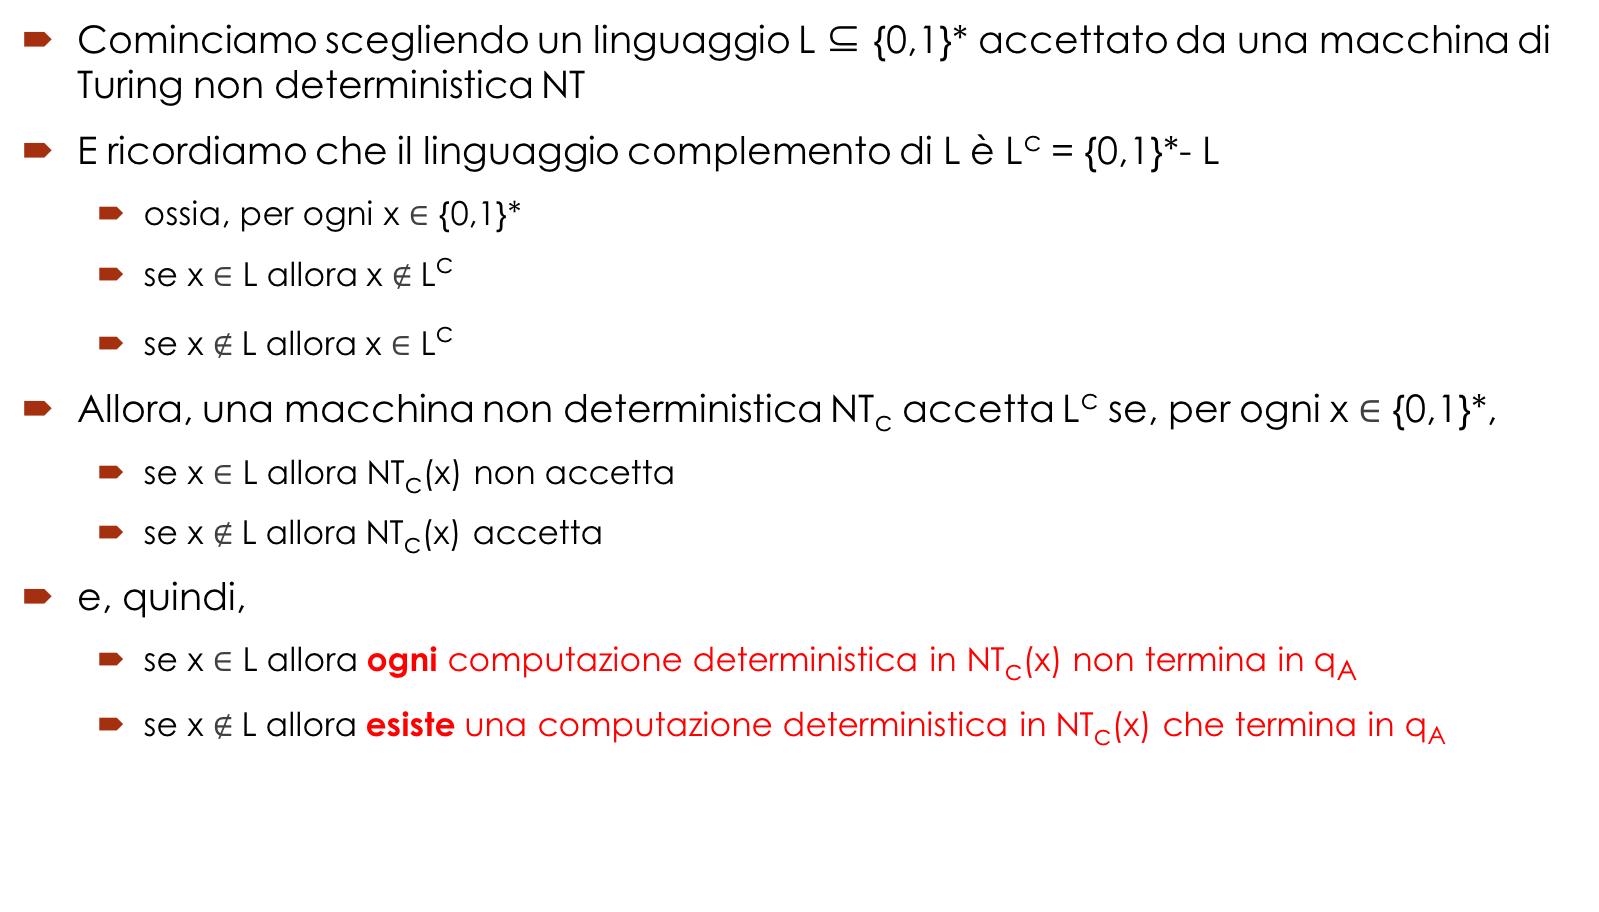 Cominciamo scegliendo un linguaggio L ⊆ {0,1}* accettato da una macchina di
Turing non deterministica NT
E ricordiamo che il linguaggio complemento di L è Lᶜ = {0,1}*- L
ossia, per ogni x ∈ {0,1}*
se x ∈ L allora x ∉ Lᶜ
se x ∉ L allora x ∈ Lᶜ
Allora, una macchina non deterministica NT_C accetta Lᶜ se, per ogni x ∈ {0,1}*,
se x ∈ L allora NT_C(x) non accetta
se x ∉ L allora NT_C(x) accetta
e, quindi,
se x ∈ L allora ogni computazione deterministica in NT_C(x) non termina in q_A
se x ∉ L allora esiste una computazione deterministica in NT_C(x) che termina in q_A